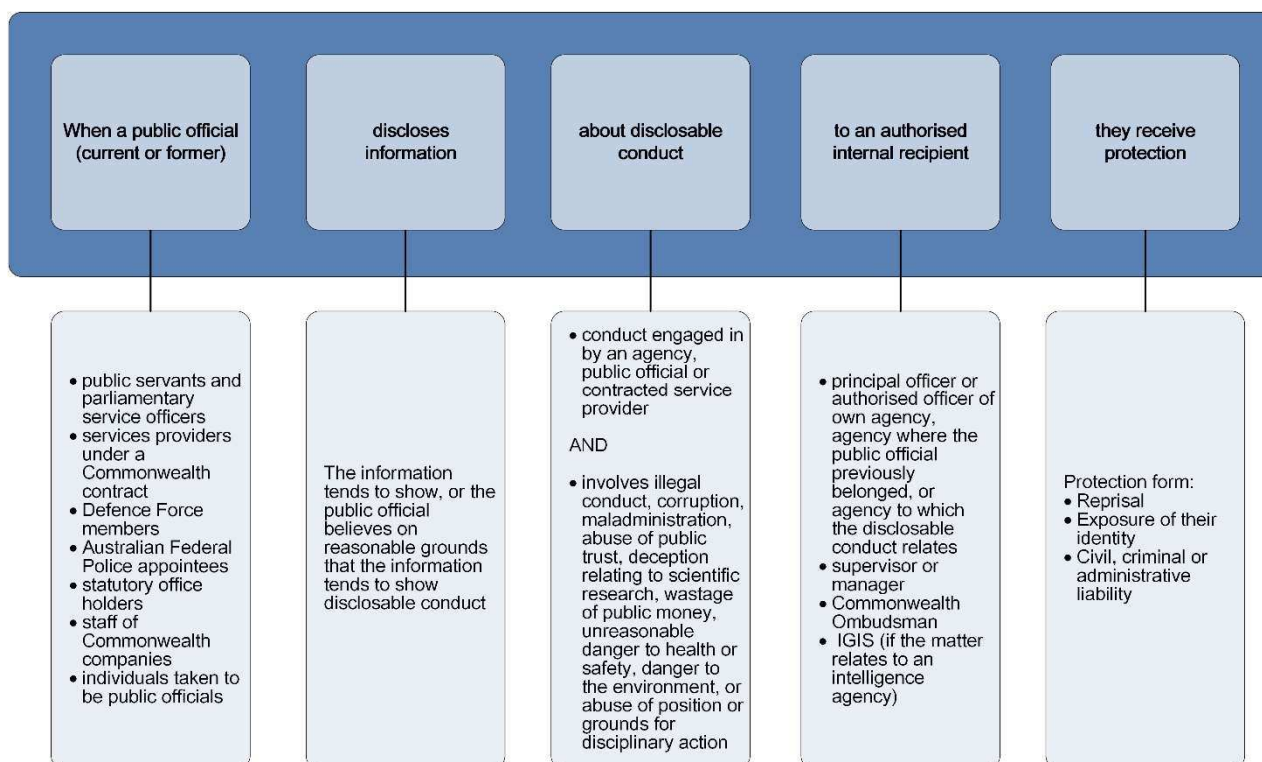 When a public official
(current or former)
discloses
information
about disclosable
conduct
to an authorised
internal recipient
they receive
protection
• public servants and
parliamentary
service officers
• services providers
under a
Commonwealth
contract
• Defence Force
members
• Australian Federal
Police appointees
• statutory office
holders
• staff of
Commonwealth
companies
• individuals taken to
be public officials
The information
tends to show, or the
public official
believes on
reasonable grounds
that the information
tends to show
disclosable conduct
• conduct engaged in
by an agency,
public official or
contracted service
provider
AND
• involves illegal
conduct, corruption,
maladministration,
abuse of public
trust, deception
relating to scientific
research, wastage
of public money,
unreasonable
danger to health or
safety, danger to
the environment, or
abuse of position or
grounds for
disciplinary action
• principal officer or
authorised officer of
own agency,
agency where the
public official
previously
belonged, or
agency to which
the disclosable
conduct relates
• supervisor or
manager
• Commonwealth
Ombudsman
• IGIS (if the matter
relates to an
intelligence
agency)
Protection form:
• Reprisal
• Exposure of their
identity
• Civil, criminal or
administrative
liability